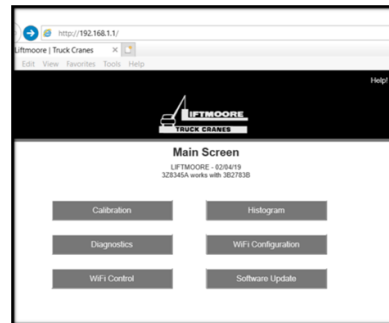 http://192.168.1.1/
Liftmoore | Truck Cranes
Edit View Favorites Tools Help
Help!
LIFTMOORE
TRUCK CRANES
Main Screen
LIFTMOORE - 02/04/19
3Z8345A works with 3B2783B
Calibration
Histogram
Diagnostics
WiFi Configuration
WiFi Control
Software Update